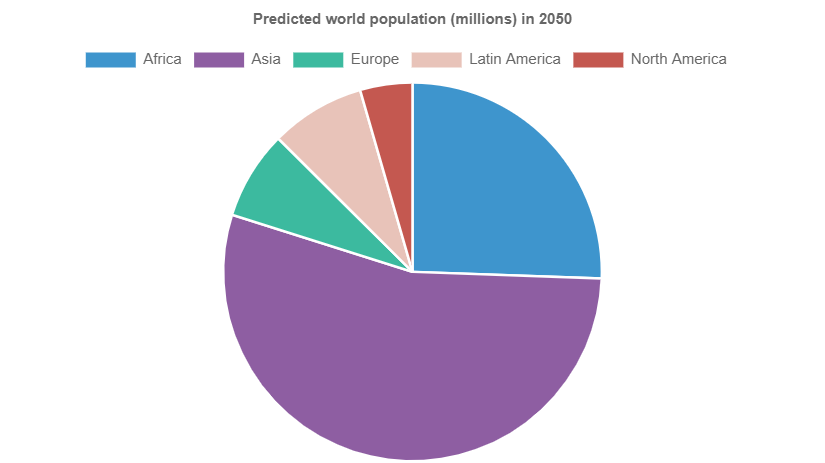 Predicted world population (millions) in 2050
Africa Asia Europe Latin America North America